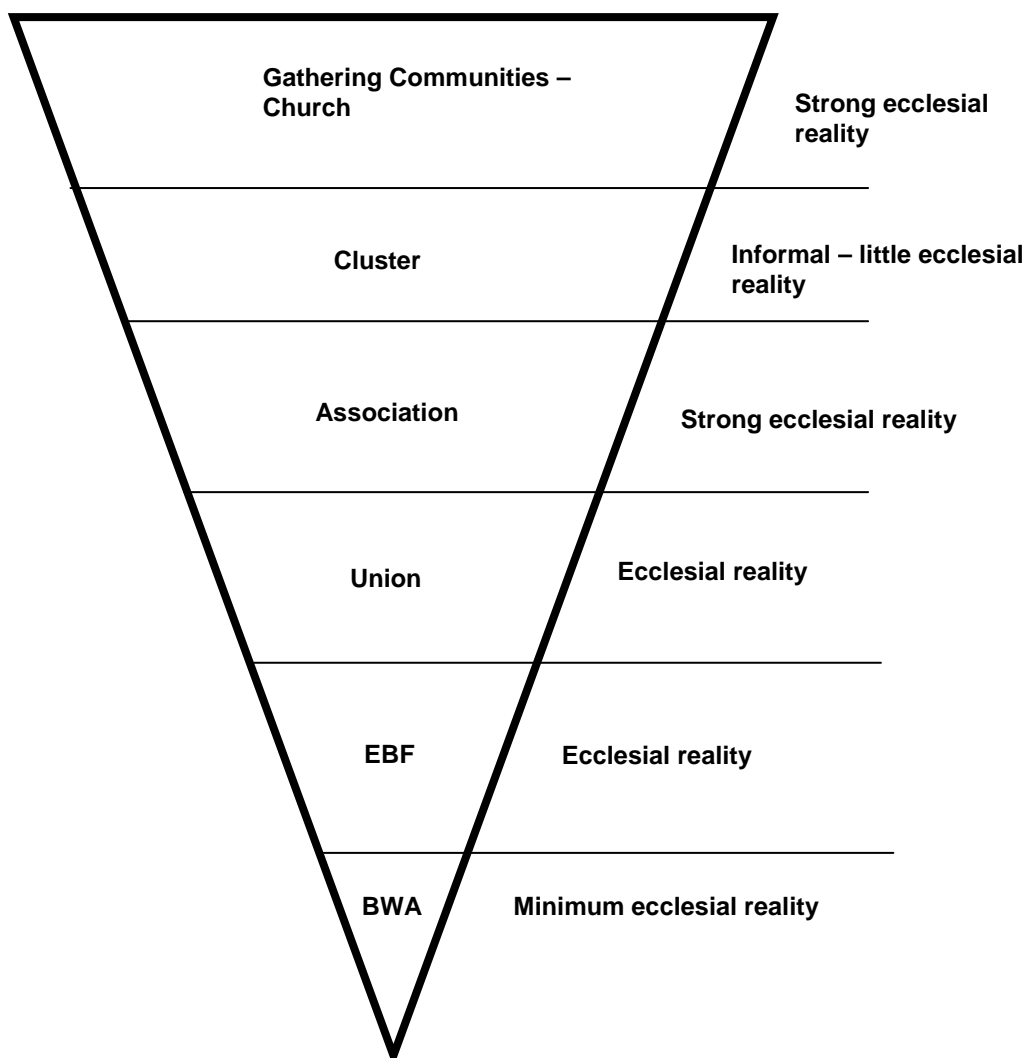 Gathering Communities –
Church
Strong ecclesial
reality
Cluster
Informal – little ecclesial
reality
Association
Strong ecclesial reality
Union
Ecclesial reality
EBF
Ecclesial reality
BWA
Minimum ecclesial reality